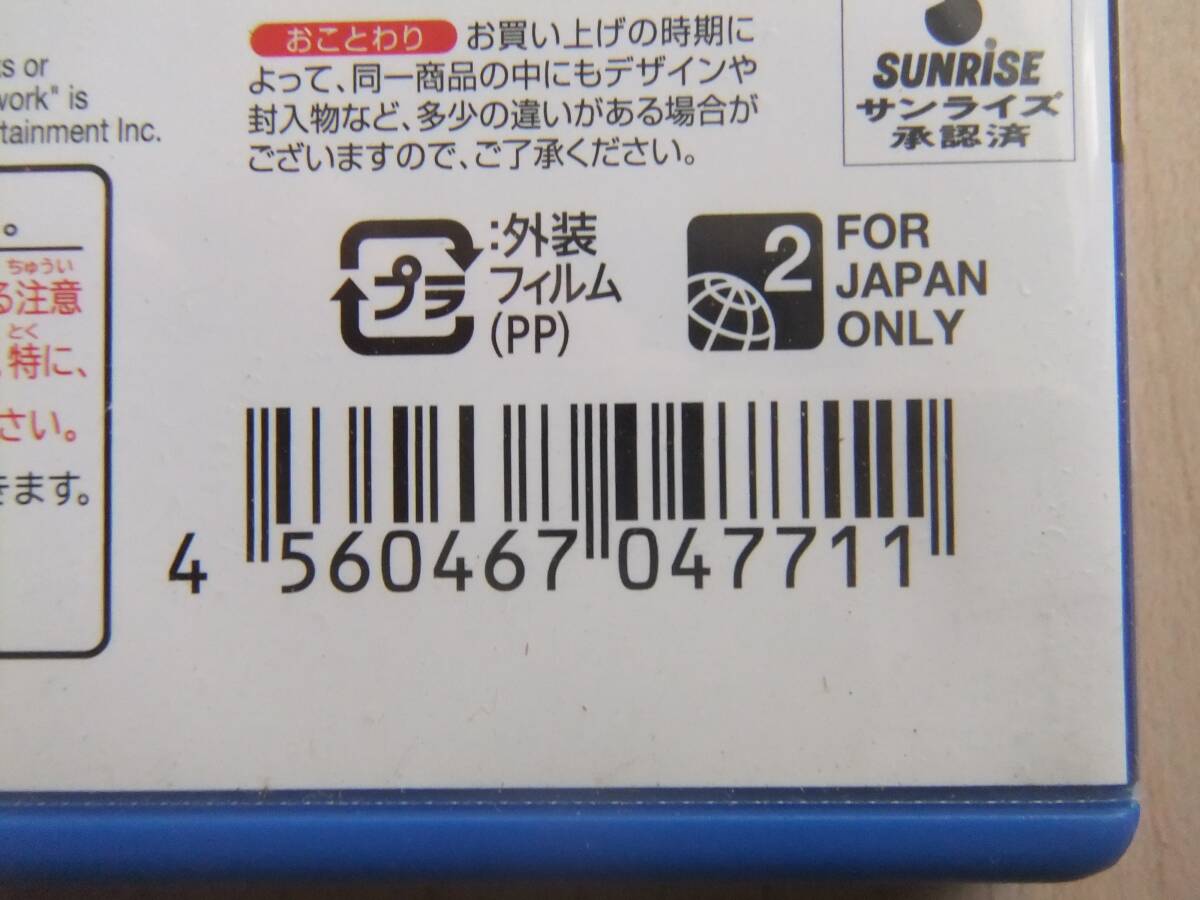 おことわり お買い上げの時期に
よって、同一商品の中にもデザインや
封入物など、多少の違いがある場合が
ございますので、ご了承ください。
SUNRISE
サンライズ
承認済
s or
work" is
rtainment Inc.
。
ちゅうい
る注意
とく
特に、
さい。
きます。
プラ
:外装
フィルム
(PP)
2
FOR
JAPAN
ONLY
4 560467 047711